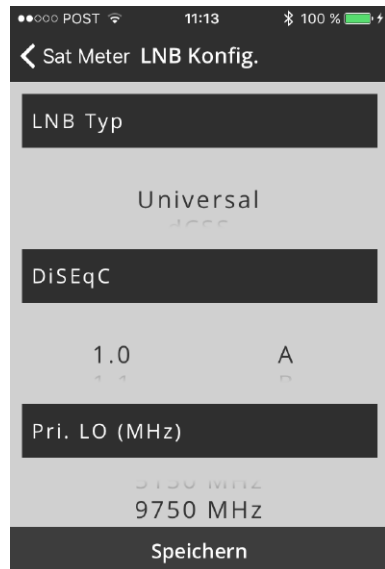 POST 11:13 100 %
Sat Meter LNB Konfig.
LNB Typ
Universal
dCSS
DiSEqC
1.0 A
Pri. LO (MHz)
9750 MHz
Speichern